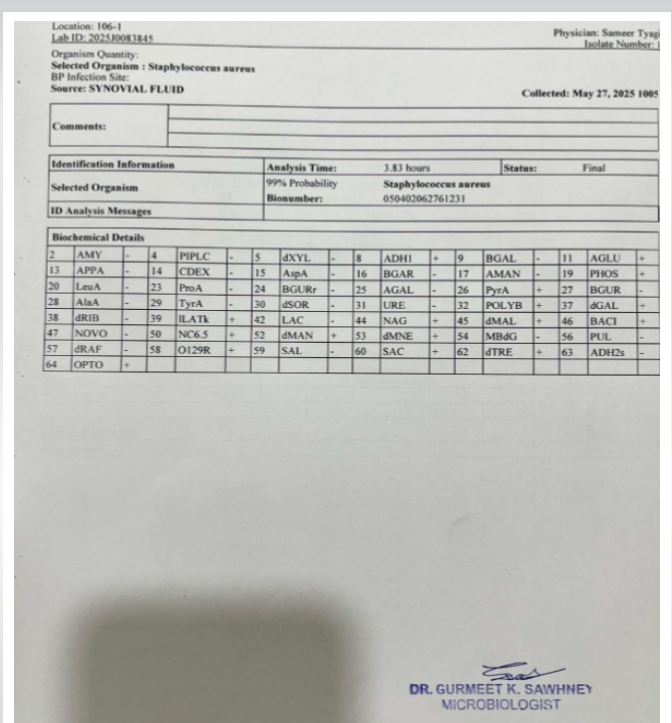 Location: 106-1
Lab ID: 2025J0083845
Physician: Sameer Tyagi
Isolate Number: 1
Organism Quantity:
Selected Organism : Staphylococcus aureus
BP Infection Site:
Source: SYNOVIAL FLUID
Collected: May 27, 2025 1005
Comments:
Identification Information Analysis Time: 3.83 hours Status: Final
Selected Organism 99% Probability Staphylococcus aureus
Bionumber: 050402062761231
ID Analysis Messages
Biochemical Details
2 AMY - 4 PIPLC - 5 dXYL - 8 ADH1 + 9 BGAL - 11 AGLU +
13 APPA - 14 CDEX - 15 AspA - 16 BGAR - 17 AMAN - 19 PHOS +
20 LeuA - 23 ProA - 24 BGURr - 25 AGAL - 26 PyrA + 27 BGUR -
28 AlaA - 29 TyrA - 30 dSOR - 31 URE - 32 POLYB + 37 dGAL +
38 dRIB - 39 ILATk + 42 LAC - 44 NAG + 45 dMAL + 46 BACI +
47 NOVO - 50 NC6.5 + 52 dMAN + 53 dMNE + 54 MBdG - 56 PUL -
57 dRAF - 58 O129R + 59 SAL - 60 SAC + 62 dTRE + 63 ADH2s -
64 OPTO +
DR. GURMEET K. SAWHNEY
MICROBIOLOGIST